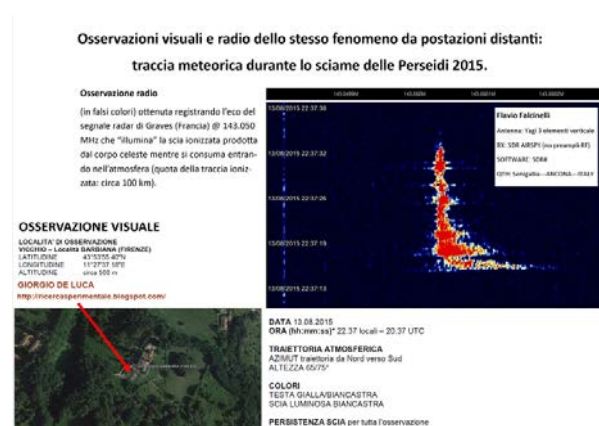 Osservazioni visuali e radio dello stesso fenomeno da postazioni distanti:
traccia meteorica durante lo sciame delle Perseidi 2015.
Osservazione radio
(in falsi colori) ottenuta registrando l'eco del
segnale radar di Graves (Francia) @ 143.050
MHz che "illumina" la scia ionizzata prodotta
dal corpo celeste mentre si consuma entran-
do nell'atmosfera (quota della traccia ioniz-
zata: circa 100 km).
13/08/2015 22:37:38
13/08/2015 22:37:32
13/08/2015 22:37:26
13/08/2015 22:37:19
13/08/2015 22:37:13
Flavio Falcinelli
Antenna: Yagi 3 elementi verticale
RX: SDR AIRSPY (no preampli-RF)
SOFTWARE: SDR#
QTH: Senigallia---ANCONA---ITALY
OSSERVAZIONE VISUALE
LOCALITA' DI OSSERVAZIONE
VICCHIO – Località BARBIANA (FIRENZE)
LATITUDINE
LONGITUDINE
ALTITUDINE circa 500 m
GIORGIO DE LUCA
http://ricercasperimentale.blogspot.com/
DATA 13.08.2015
ORA (hh:mm:ss)* 22.37 locali – 20.37 UTC
TRAIETTORIA ATMOSFERICA
AZIMUT traiettoria da Nord verso Sud
ALTEZZA 65/75°
COLORI
TESTA GIALLA/BIANCASTRA
SCIA LUMINOSA BIANCASTRA
PERSISTENZA SCIA per tutta l'osservazione